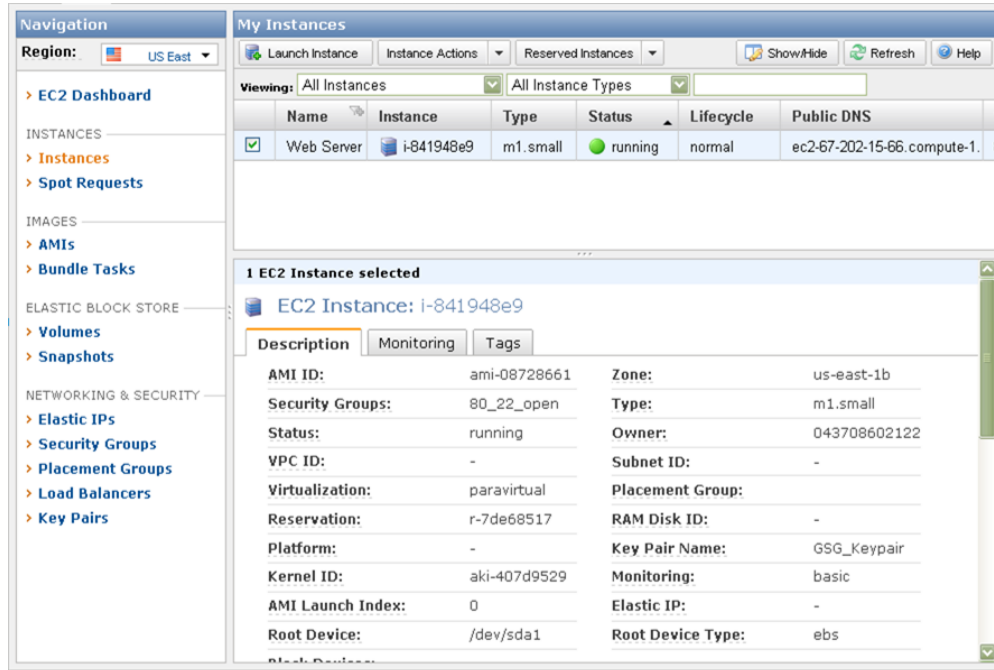 Navigation
Region: US East
EC2 Dashboard
INSTANCES
Instances
Spot Requests
IMAGES
AMIs
Bundle Tasks
ELASTIC BLOCK STORE
Volumes
Snapshots
NETWORKING & SECURITY
Elastic IPs
Security Groups
Placement Groups
Load Balancers
Key Pairs
My Instances
Launch Instance Instance Actions Reserved Instances Show/Hide Refresh Help
Viewing: All Instances All Instance Types
Name Instance Type Status Lifecycle Public DNS
Web Server i-841948e9 m1.small running normal ec2-67-202-15-66.compute-1.
1 EC2 Instance selected
EC2 Instance: i-841948e9
Description Monitoring Tags
AMI ID: ami-08728661 Zone: us-east-1b
Security Groups: 80_22_open Type: m1.small
Status: running Owner: 043708602122
VPC ID: - Subnet ID: -
Virtualization: paravirtual Placement Group:
Reservation: r-7de68517 RAM Disk ID: -
Platform: - Key Pair Name: GSG_Keypair
Kernel ID: aki-407d9529 Monitoring: basic
AMI Launch Index: 0 Elastic IP: -
Root Device: /dev/sda1 Root Device Type: ebs